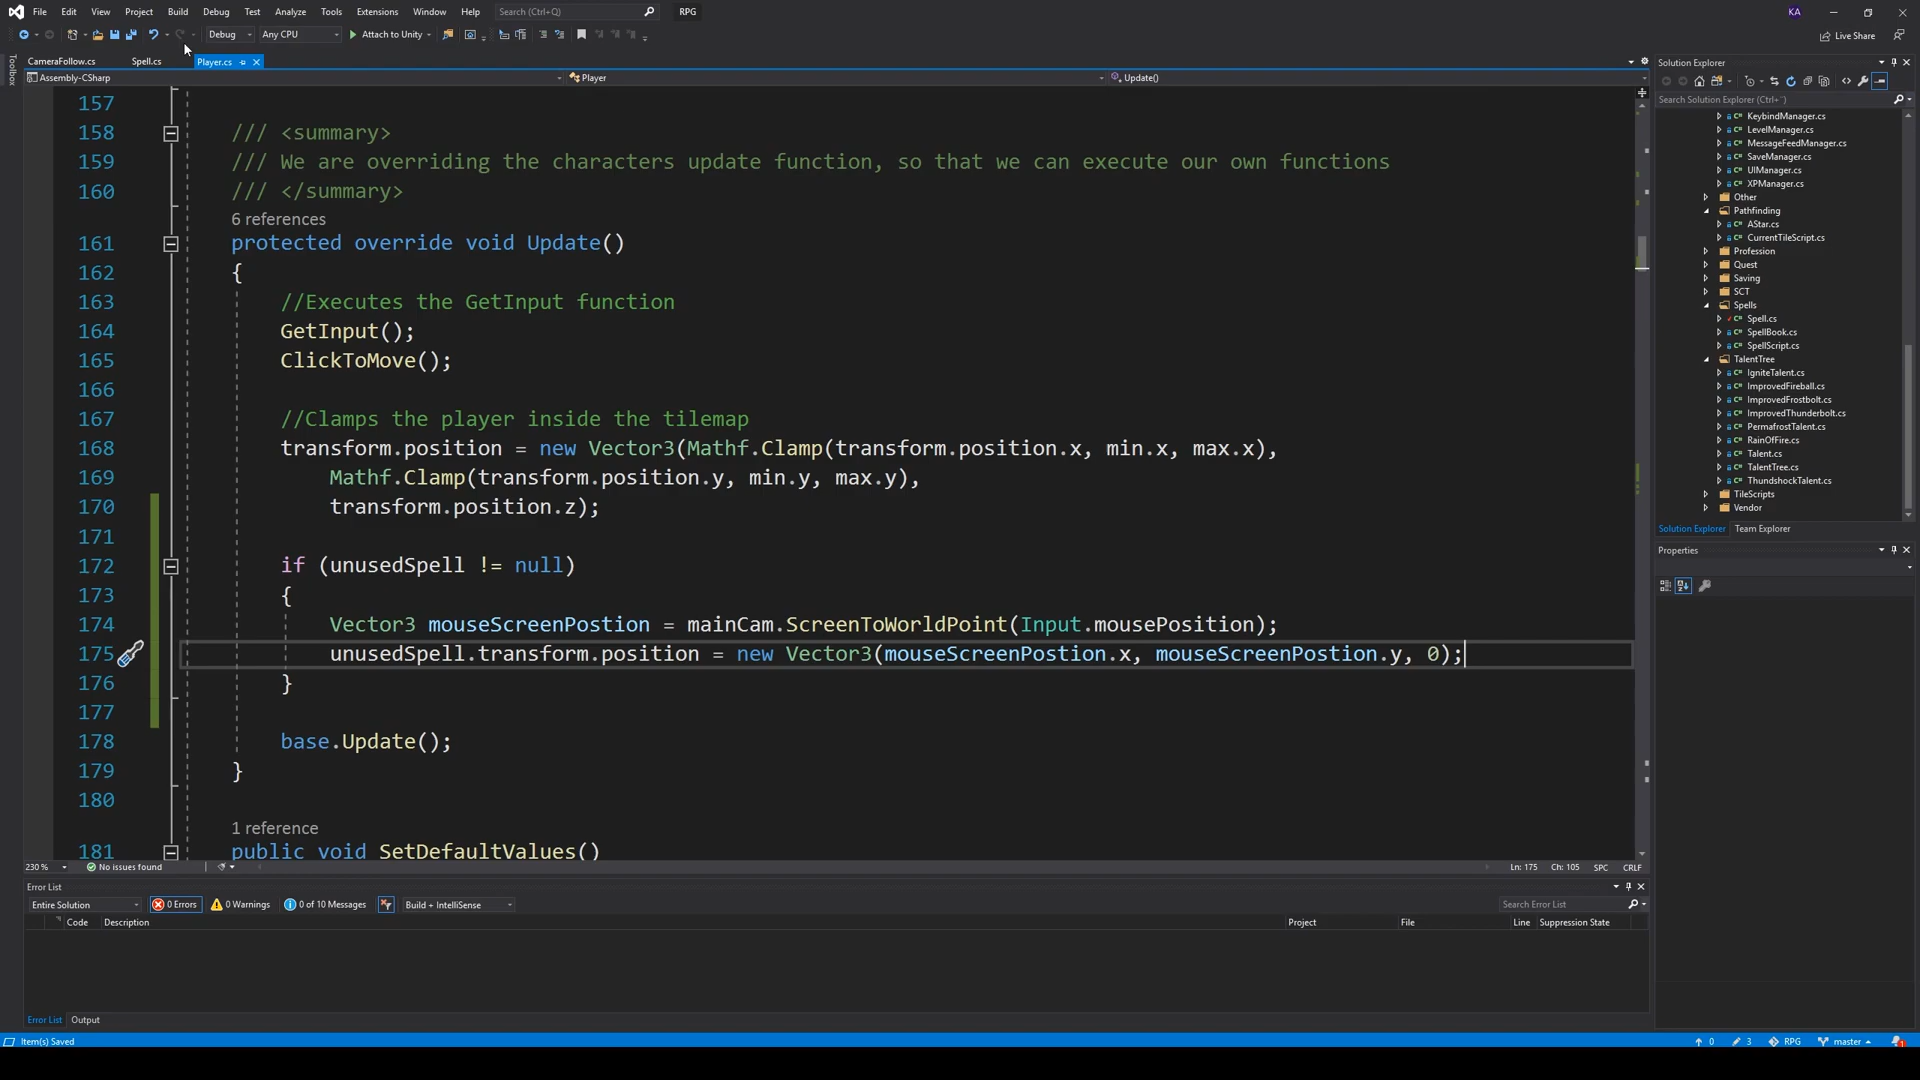 File Edit View Project Build Debug Test Analyze Tools Extensions Window Help Search (Ctrl+Q) RPG KA
Debug Any CPU Attach to Unity Live Share
Toolbox
CameraFollow.cs Spell.cs Player.cs
Assembly-CSharp Player Update()
157
158 /// <summary>
159 /// We are overriding the characters update function, so that we can execute our own functions
160 /// </summary>
6 references
161 protected override void Update()
162 {
163 //Executes the GetInput function
164 GetInput();
165 ClickToMove();
166
167 //Clamps the player inside the tilemap
168 transform.position = new Vector3(Mathf.Clamp(transform.position.x, min.x, max.x),
169 Mathf.Clamp(transform.position.y, min.y, max.y),
170 transform.position.z);
171
172 if (unusedSpell != null)
173 {
174 Vector3 mouseScreenPostion = mainCam.ScreenToWorldPoint(Input.mousePosition);
175 unusedSpell.transform.position = new Vector3(mouseScreenPostion.x, mouseScreenPostion.y, 0);
176 }
177
178 base.Update();
179 }
180
1 reference
181 public void SetDefaultValues()
230 % No issues found Ln: 175 Ch: 105 SPC CRLF
Error List
Entire Solution 0 Errors 0 Warnings 0 of 10 Messages Build + IntelliSense Search Error List
Code Description Project File Line Suppression State
Error List Output
Item(s) Saved 0 3 RPG master 1
Solution Explorer
Search Solution Explorer (Ctrl+¨)
C# KeybindManager.cs
C# LevelManager.cs
C# MessageFeedManager.cs
C# SaveManager.cs
C# UIManager.cs
C# XPManager.cs
Other
Pathfinding
C# AStar.cs
C# CurrentTileScript.cs
Profession
Quest
Saving
SCT
Spells
C# Spell.cs
C# SpellBook.cs
C# SpellScript.cs
TalentTree
C# IgniteTalent.cs
C# ImprovedFireball.cs
C# ImprovedFrostbolt.cs
C# ImprovedThunderbolt.cs
C# PermafrostTalent.cs
C# RainOfFire.cs
C# Talent.cs
C# TalentTree.cs
C# ThundshockTalent.cs
TileScripts
Vendor
Solution Explorer Team Explorer
Properties